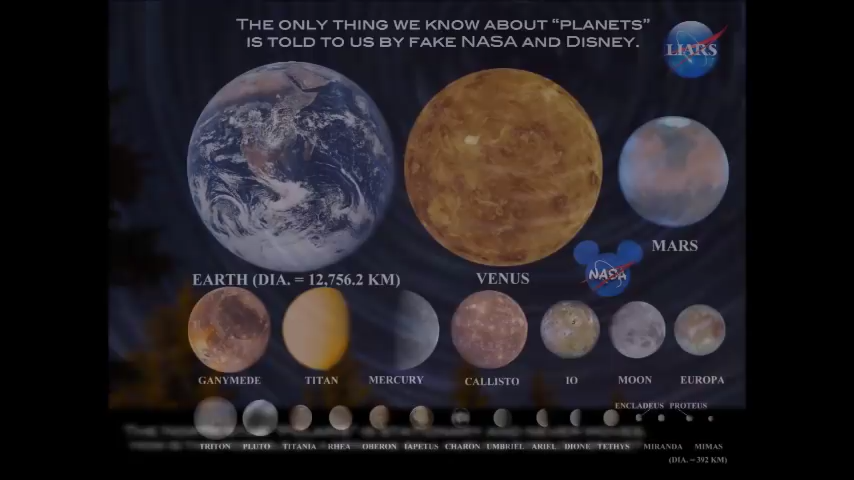 THE ONLY THING WE KNOW ABOUT “PLANETS”
IS TOLD TO US BY FAKE NASA AND DISNEY.
LIARS
EARTH (DIA. = 12,756.2 KM)
VENUS
MARS
NASA
GANYMEDE TITAN MERCURY CALLISTO IO MOON EUROPA
ENCLADEUS PROTEUS
TRITON PLUTO TITANIA RHEA OBERON IAPETUS CHARON UMBRIEL ARIEL DIONE TETHYS MIRANDA MIMAS
(DIA. = 392 KM)